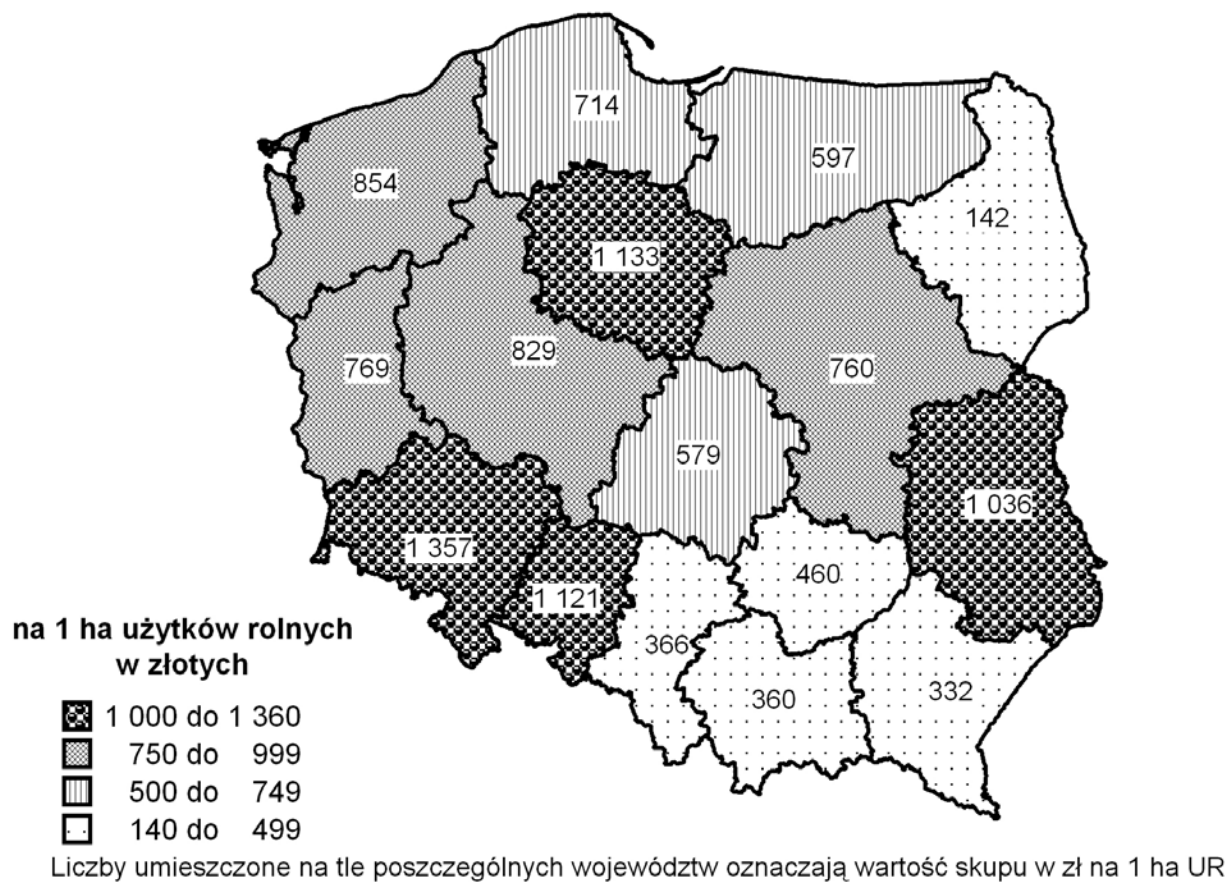 714
597
854
142
1 133
829
769
760
579
1 036
1 357
460
1 121
366
332
360
na 1 ha użytków rolnych
w złotych
1 000 do 1 360
750 do 999
500 do 749
140 do 499
Liczby umieszczone na tle poszczególnych województw oznaczają wartość skupu w zł na 1 ha UR